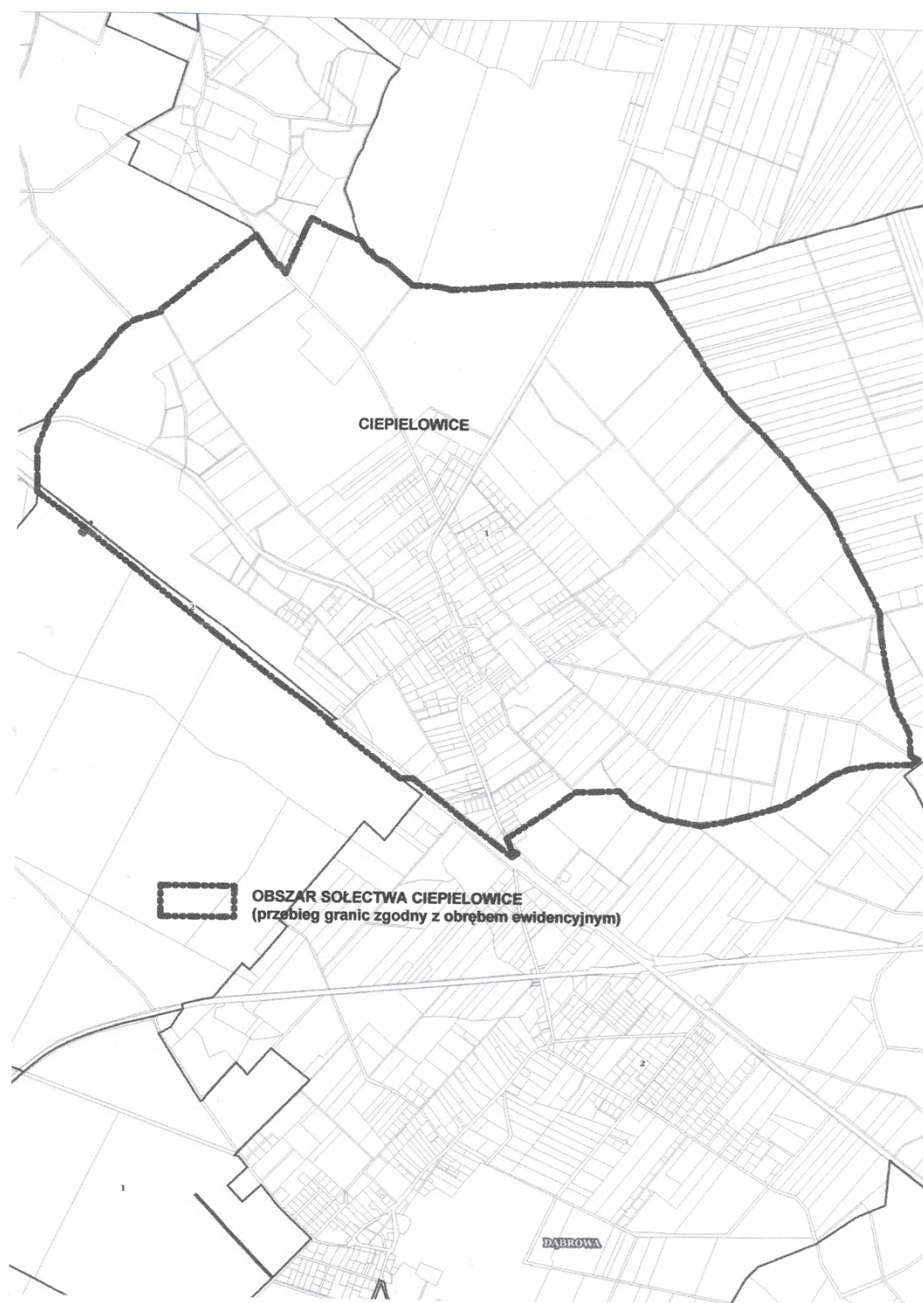 CIEPIELOWICE
1
OBSZAR SOŁECTWA CIEPIELOWICE
(przebieg granic zgodny z obrębem ewidencyjnym)
2
1
DĄBROWA